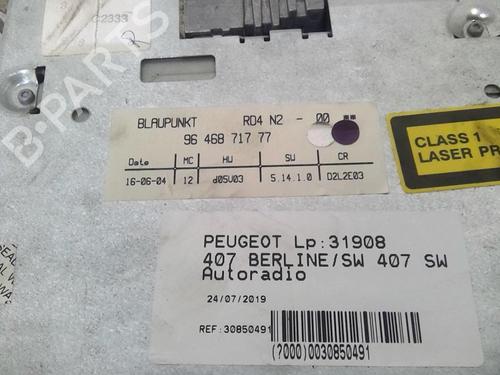 C2333
B-PARTS
BLAUPUNKT RD4 N2 - 00
96 468 717 77
Date MC HW SW CR
16-06-04 12 d05V03 5.14.1.0 D2L2E03
CLASS 1
LASER PR
PEUGEOT Lp:31908
407 BERLINE/SW 407 SW
Autoradio
24/07/2019
REF:30850491
(7000)0030850491